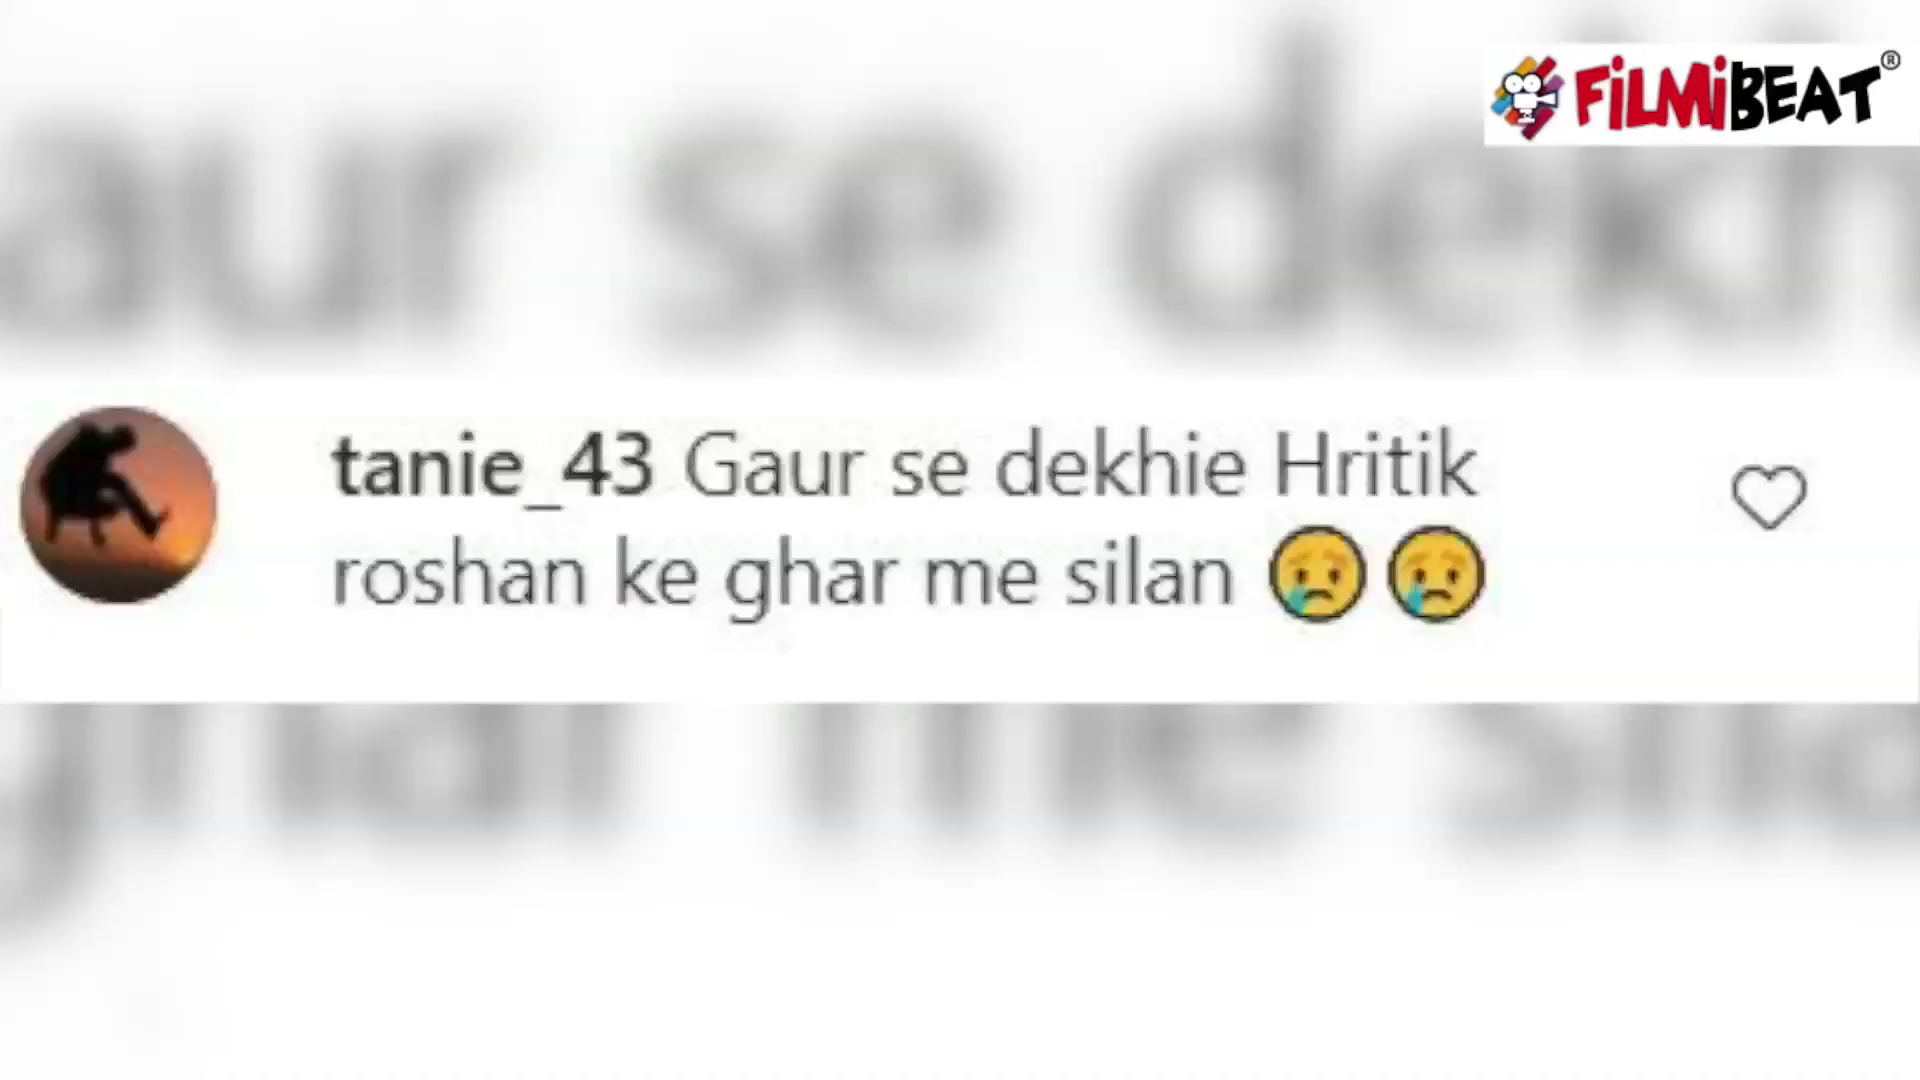 FiLMiBEAT®
tanie_43 Gaur se dekhie Hritik
roshan ke ghar me silan 😢😢